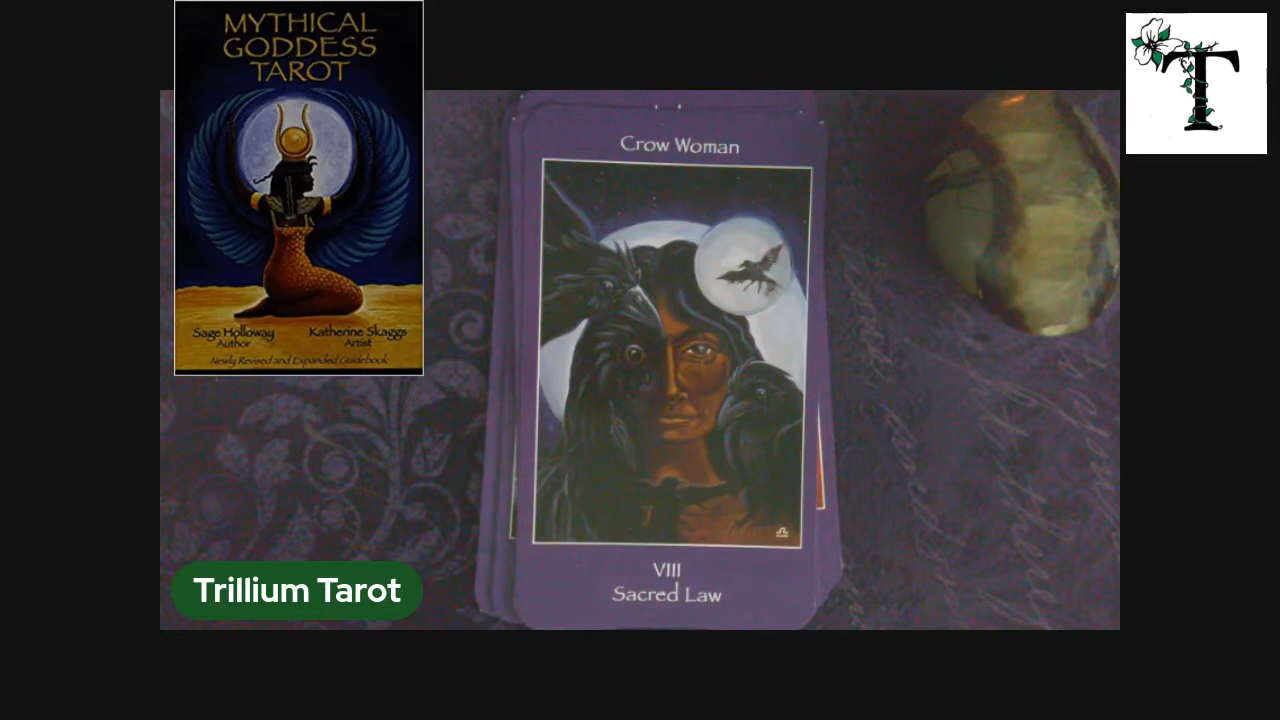 MYTHICAL
GODDESS
TAROT
Sage Holloway
Author
Katherine Skaggs
Artist
Newly Revised and Expanded Guidebook
Crow Woman
VIII
Sacred Law
T
Trillium Tarot